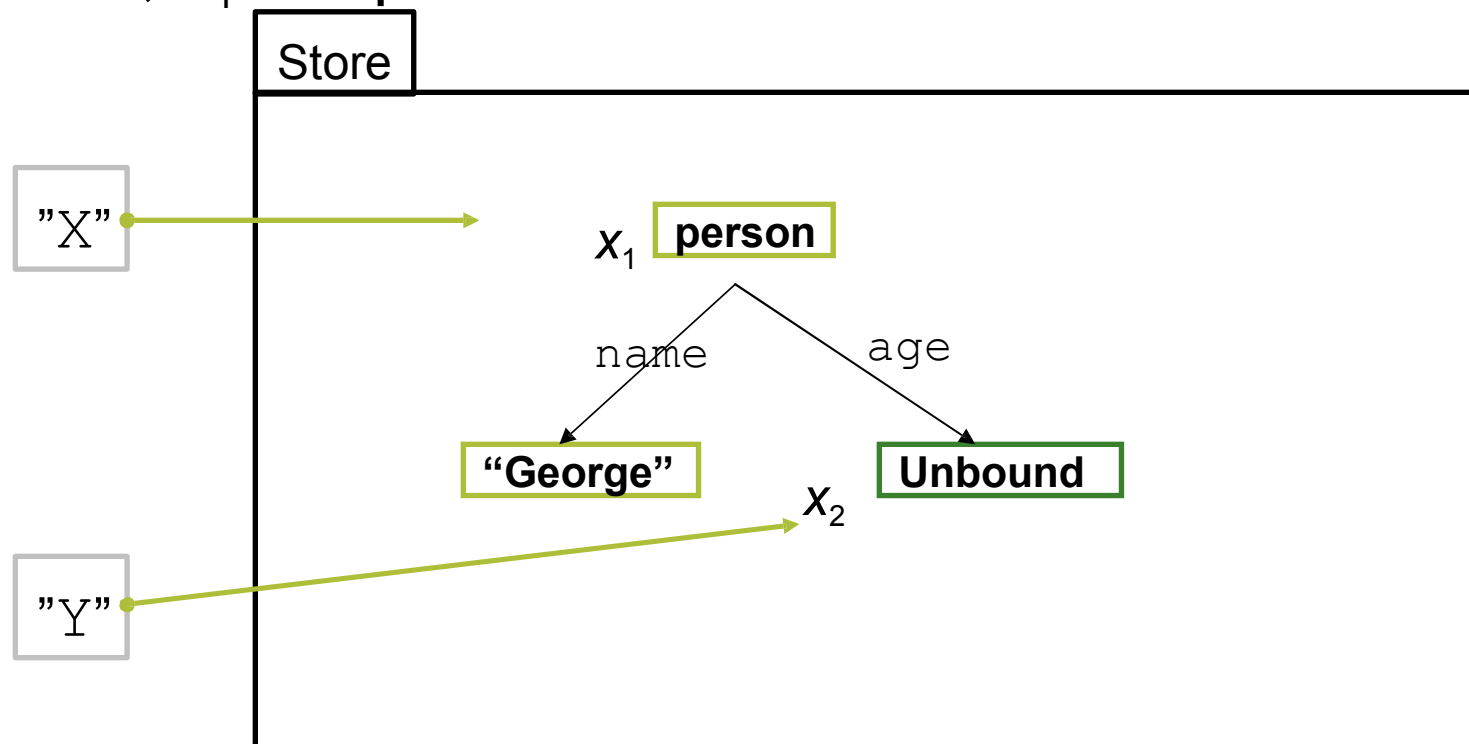 Store
”X”
x₁ person
name
age
“George”
x₂ Unbound
”Y”